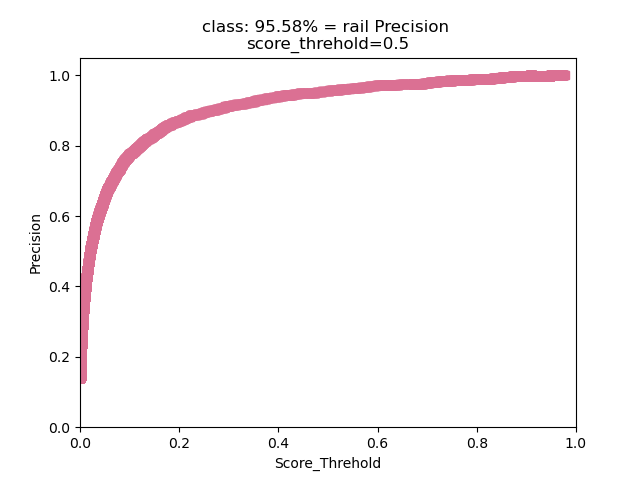 class: 95.58% = rail Precision
score_threhold=0.5
1.0
0.8
0.6
0.4
0.2
0.0
Precision
0.0 0.2 0.4 0.6 0.8 1.0
Score_Threhold